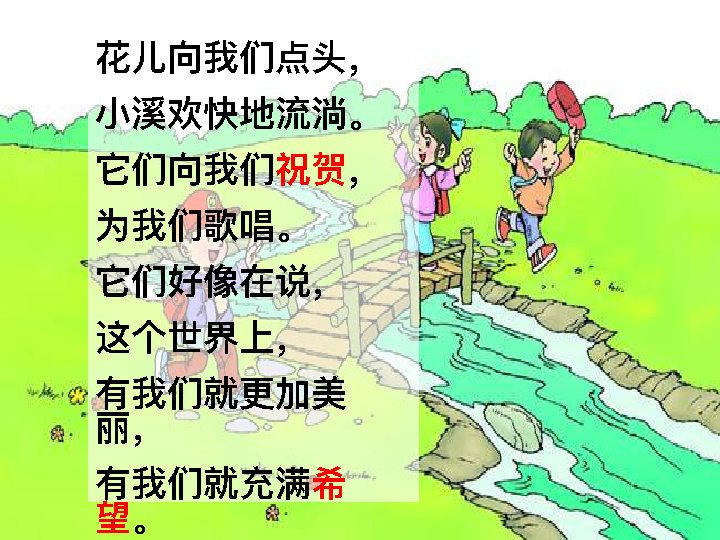 花儿向我们点头，
小溪欢快地流淌。
它们向我们祝贺，
为我们歌唱。
它们好像在说，
这个世界上，
有我们就更加美
丽，
有我们就充满希
望。